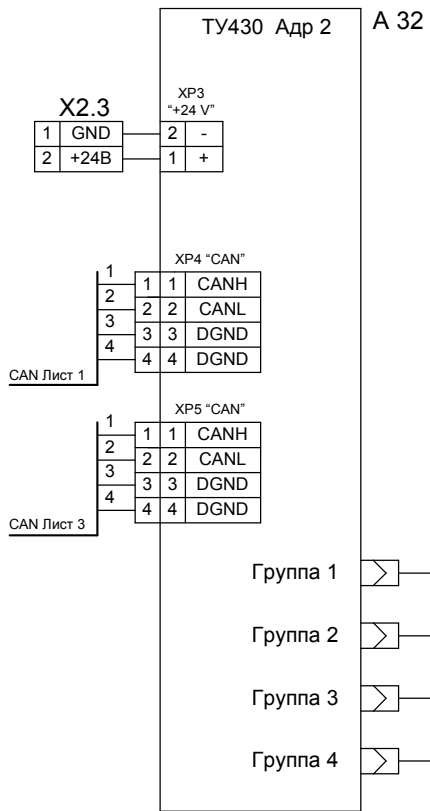 ТУ430 Адр 2
А 32
XP3
“+24 V”
X2.3
1 GND 2 -
2 +24В 1 +
XP4 “CAN”
1 1 1 CANH
2 2 2 CANL
3 3 3 DGND
4 4 4 DGND
CAN Лист 1
XP5 “CAN”
1 1 1 CANH
2 2 2 CANL
3 3 3 DGND
4 4 4 DGND
CAN Лист 3
Группа 1
Группа 2
Группа 3
Группа 4